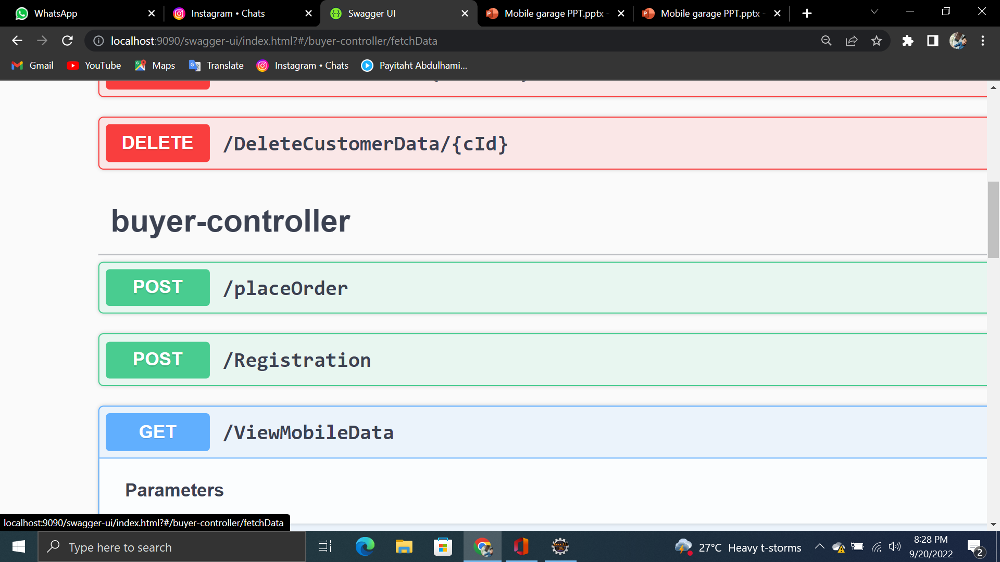 WhatsApp
Instagram • Chats
Swagger UI
Mobile garage PPT.pptx -
Mobile garage PPT.pptx -
localhost:9090/swagger-ui/index.html?#/buyer-controller/fetchData
Gmail
YouTube
Maps
Translate
Instagram • Chats
Payitaht Abdulhami...
DELETE /DeleteCustomerData/{cId}
buyer-controller
POST /placeOrder
POST /Registration
GET /ViewMobileData
Parameters
localhost:9090/swagger-ui/index.html?#/buyer-controller/fetchData
Type here to search
27°C Heavy t-storms
8:28 PM
9/20/2022
2